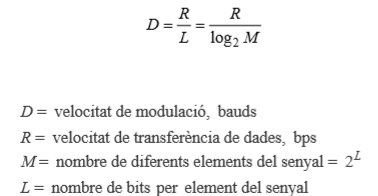 D = R/L = R/log₂ M
D = velocitat de modulació, bauds
R = velocitat de transferència de dades, bps
M = nombre de diferents elements del senyal = 2^L
L = nombre de bits per element del senyal